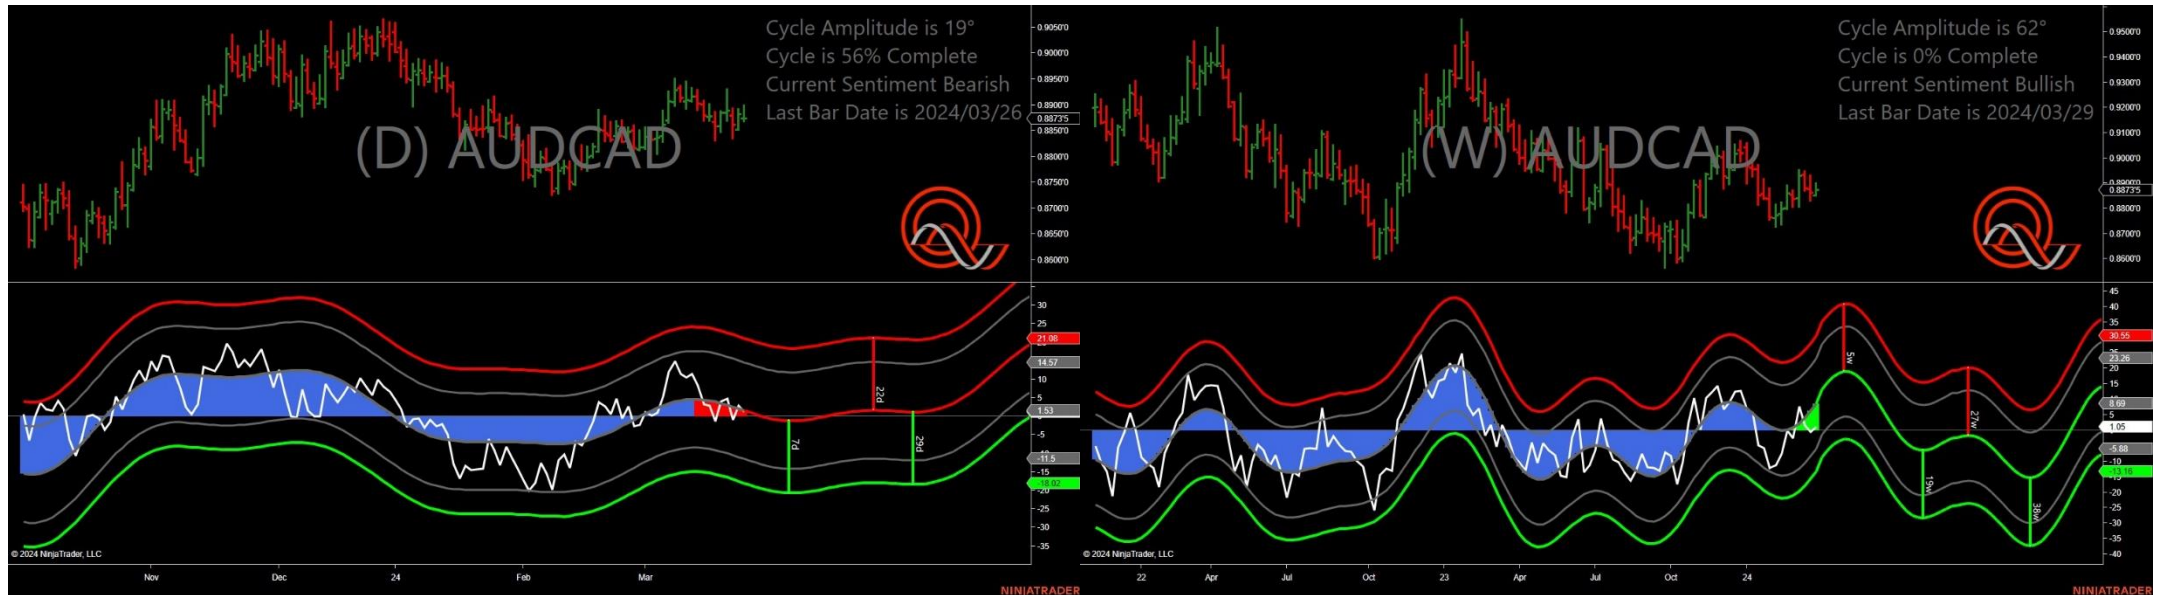 Cycle Amplitude is 19°
Cycle is 56% Complete
Current Sentiment Bearish
Last Bar Date is 2024/03/26
(D) AUDCAD
0.9050'0
0.9000'0
0.8950'0
0.8900'0
0.8873'5
0.8850'0
0.8800'0
0.8750'0
0.8700'0
0.8650'0
0.8600'0
30
25
21.08
14.57
10
5
1.53
-5
-11.5
-15
-18.02
-20
-25
-30
-35
22d
7d
29d
© 2024 NinjaTrader, LLC
Nov
Dec
24
Feb
Mar
NINJATRADER
Cycle Amplitude is 62°
Cycle is 0% Complete
Current Sentiment Bullish
Last Bar Date is 2024/03/29
(W) AUDCAD
0.9500'0
0.9400'0
0.9300'0
0.9200'0
0.9100'0
0.9000'0
0.8873'5
0.8800'0
0.8700'0
0.8600'0
45
40
35
30.55
23.26
20
15
8.69
5
1.05
-5.88
-10
-13.16
-20
-25
-30
-35
-40
5w
27w
19w
38w
© 2024 NinjaTrader, LLC
22
Apr
Jul
Oct
23
Apr
Jul
Oct
24
NINJATRADER